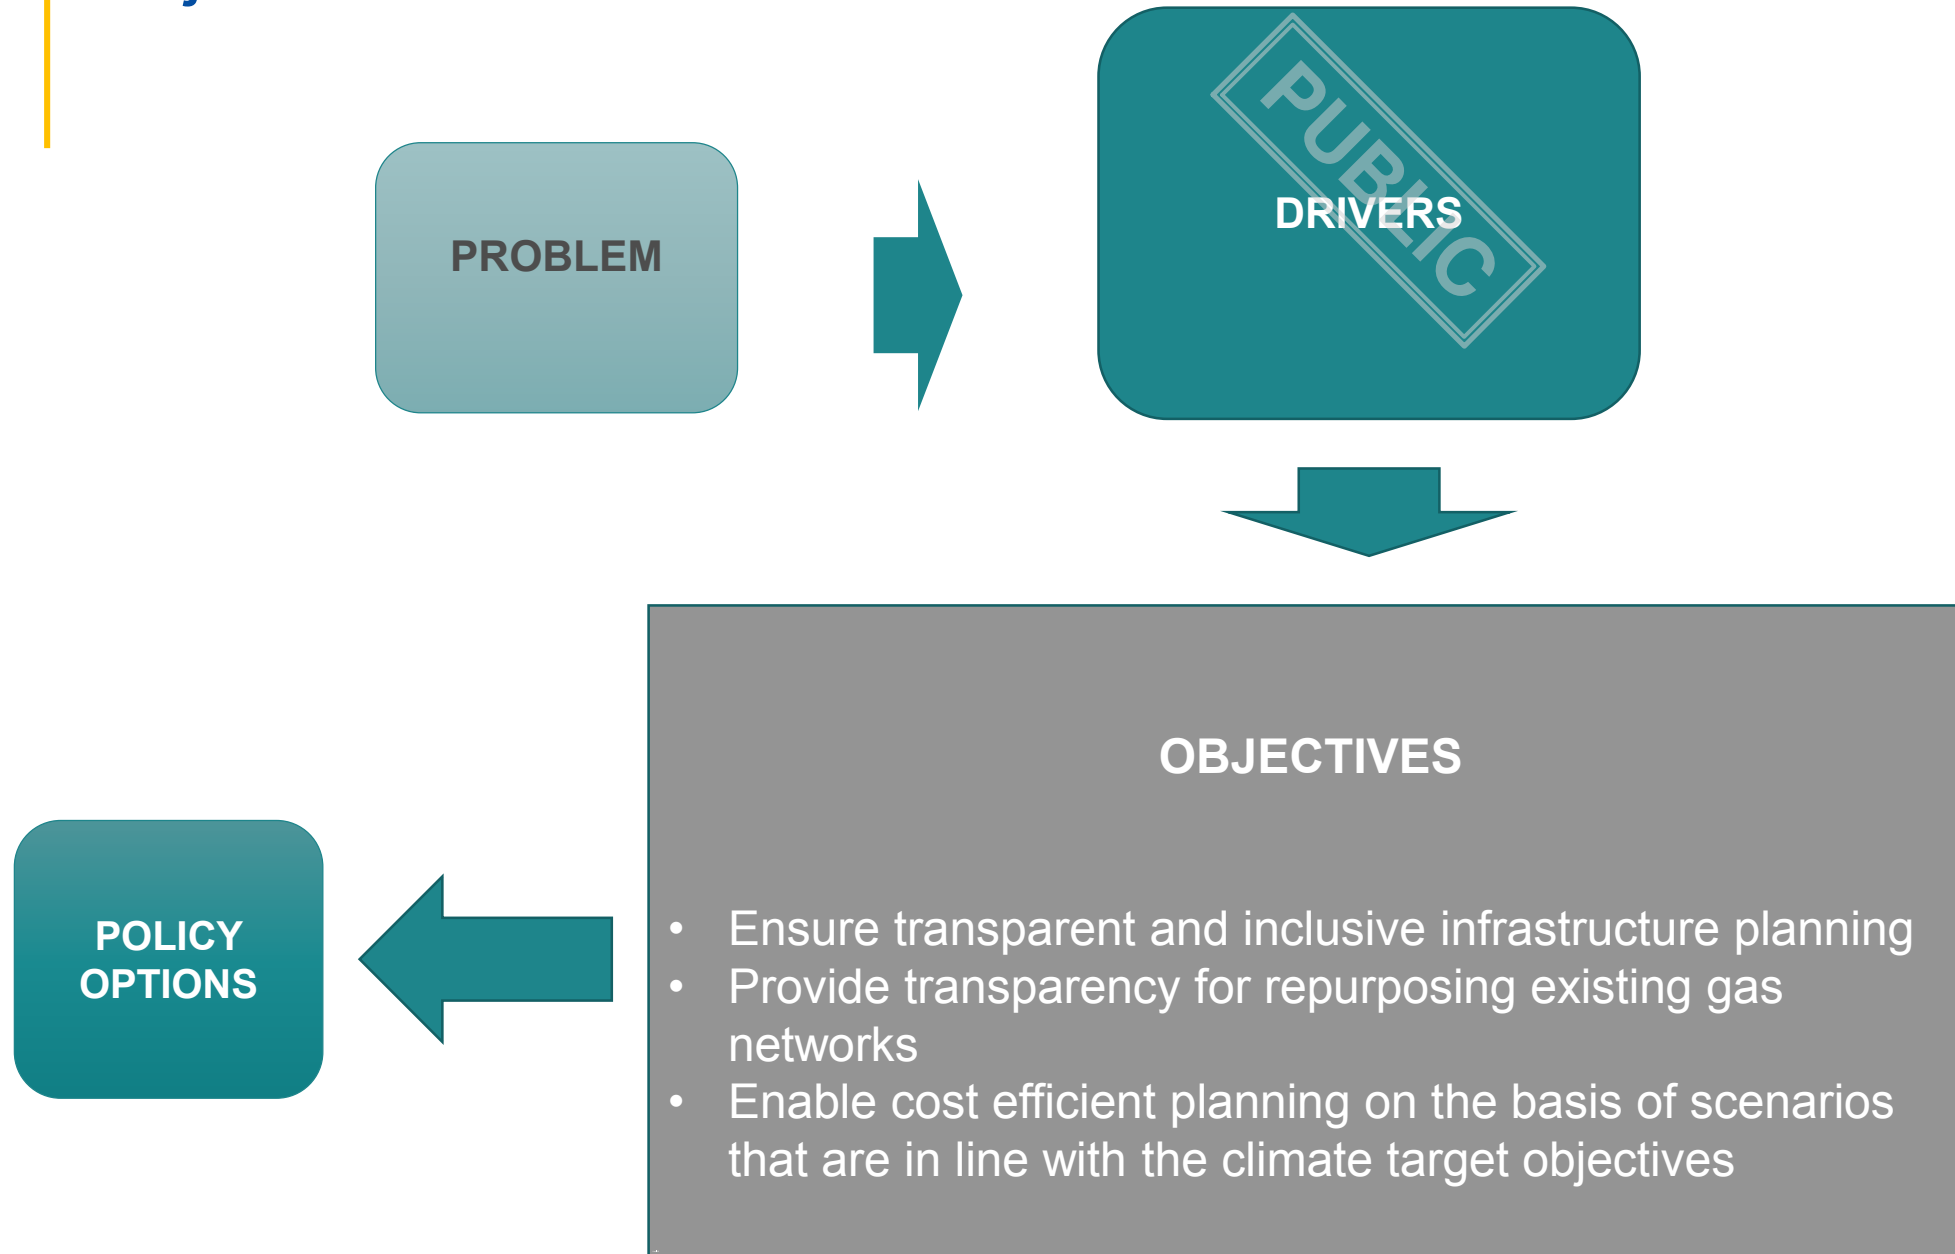 PROBLEM
DRIVERS
PUBLIC
OBJECTIVES
• Ensure transparent and inclusive infrastructure planning
• Provide transparency for repurposing existing gas
networks
• Enable cost efficient planning on the basis of scenarios
that are in line with the climate target objectives
POLICY
OPTIONS